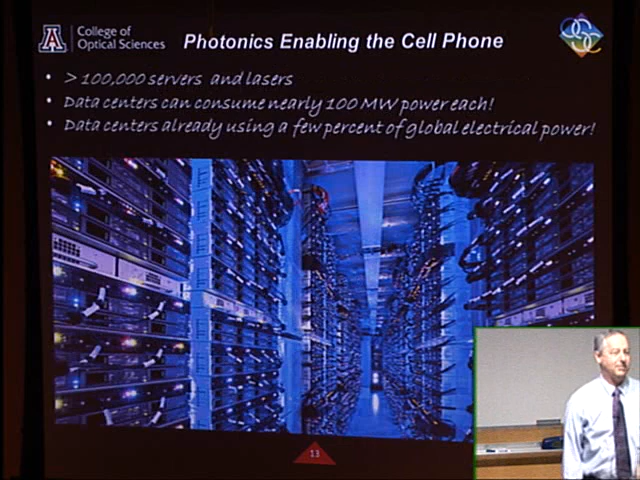 A
College of
Optical Sciences
Photonics Enabling the Cell Phone
• > 100,000 servers and lasers
• Data centers can consume nearly 100 MW power each!
• Data centers already using a few percent of global electrical power!
13